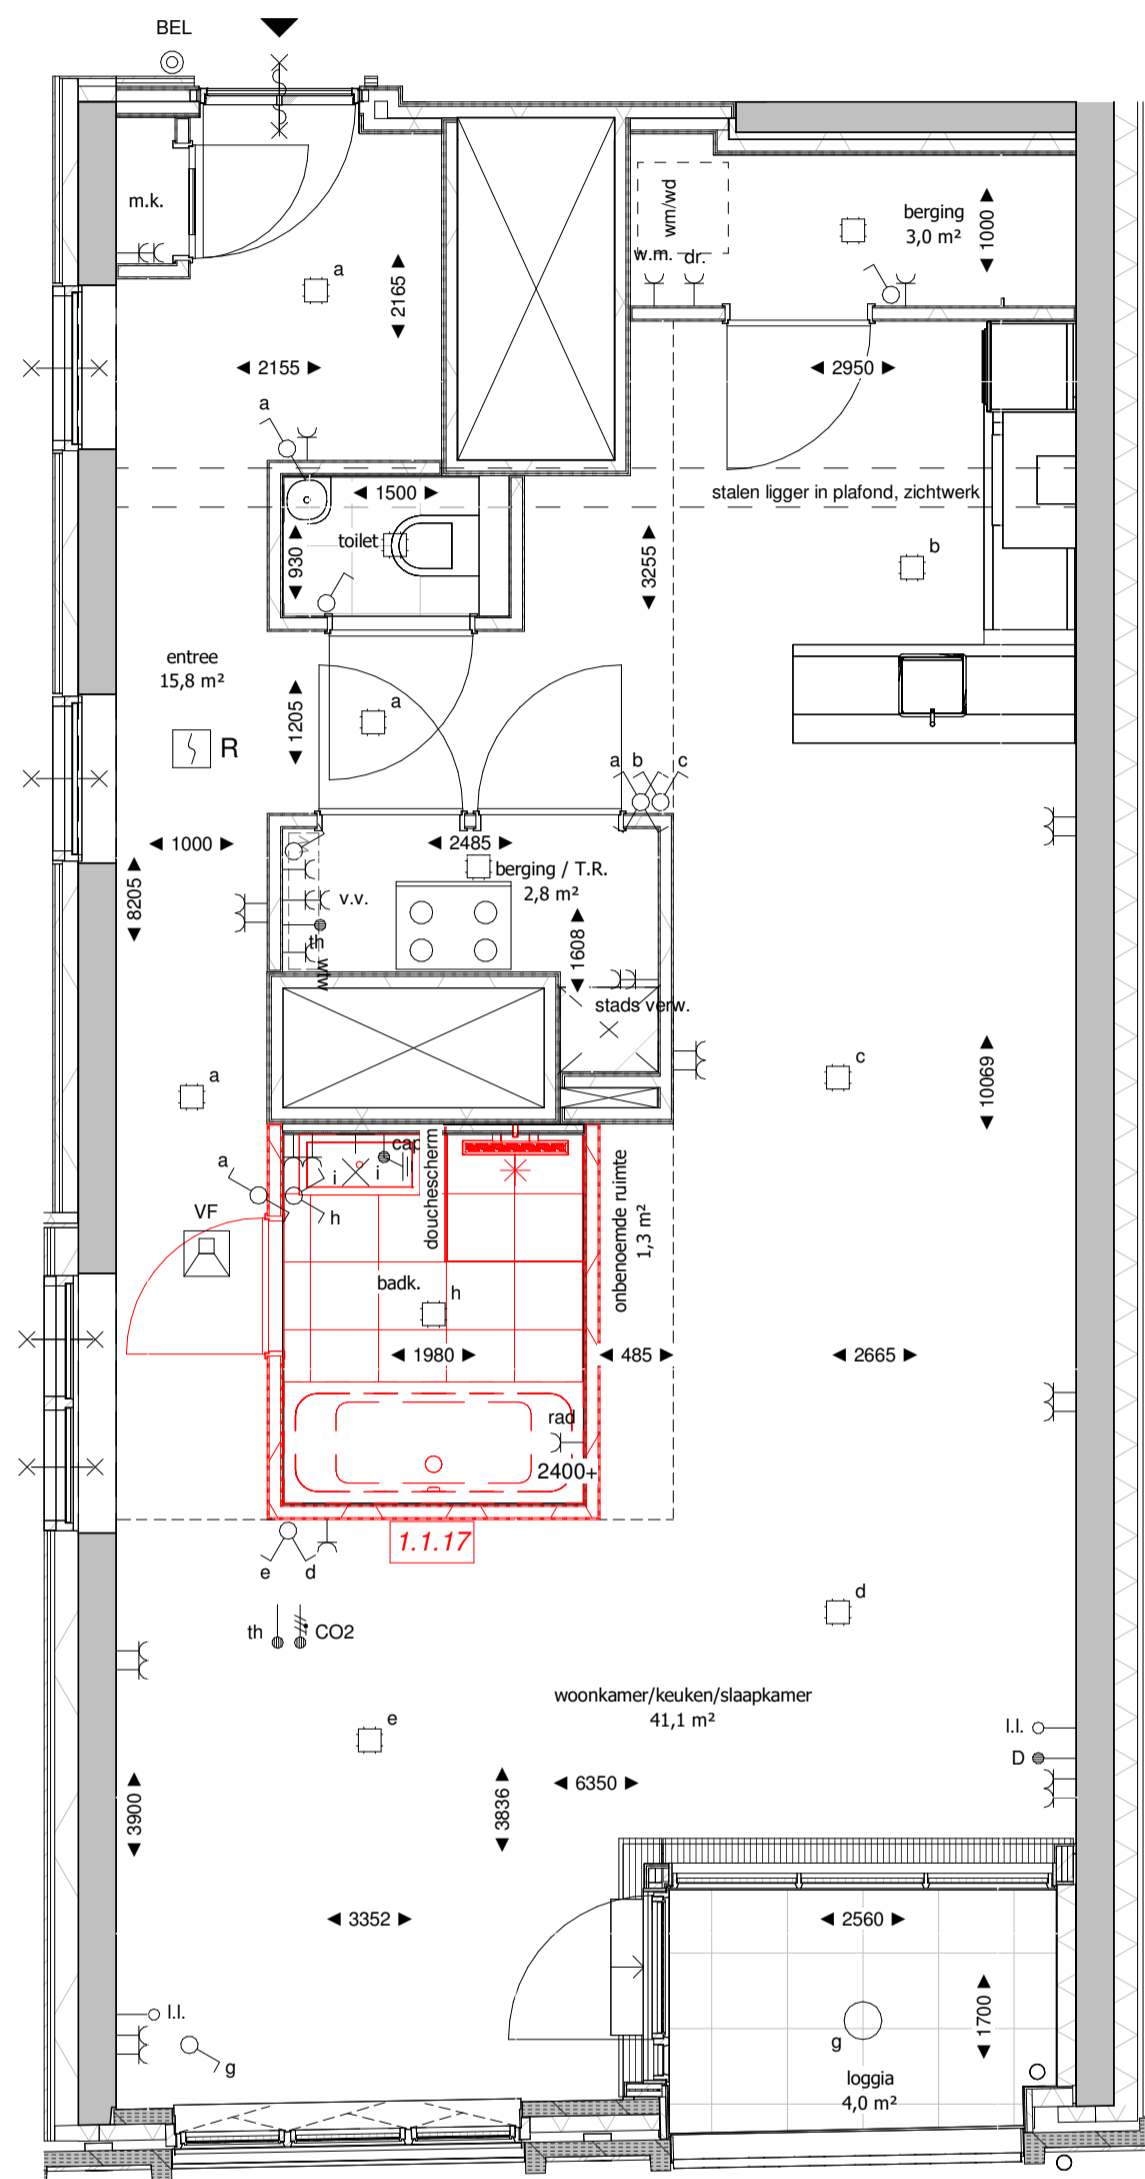 BEL
m.k.
a
2165
2155
a
wm/wd
w.m.
dr.
berging
3,0 m²
1000
2950
stalen ligger in plafond, zichtwerk
1500
toilet
930
3255
b
entree
15,8 m²
R
1205
a
a
b
c
1000
8205
2485
berging / T.R.
2,8 m²
v.v.
th
wtw
1608
stads verw.
a
c
10069
a
VF
i
i
cap
h
douchescherm
badk.
h
onbenoemde ruimte
1,3 m²
1980
485
2665
rad
2400+
1.1.17
e
d
th
CO2
d
woonkamer/keuken/slaapkamer
41,1 m²
e
l.l.
D
3900
3836
6350
3352
2560
1700
l.l.
g
g
loggia
4,0 m²